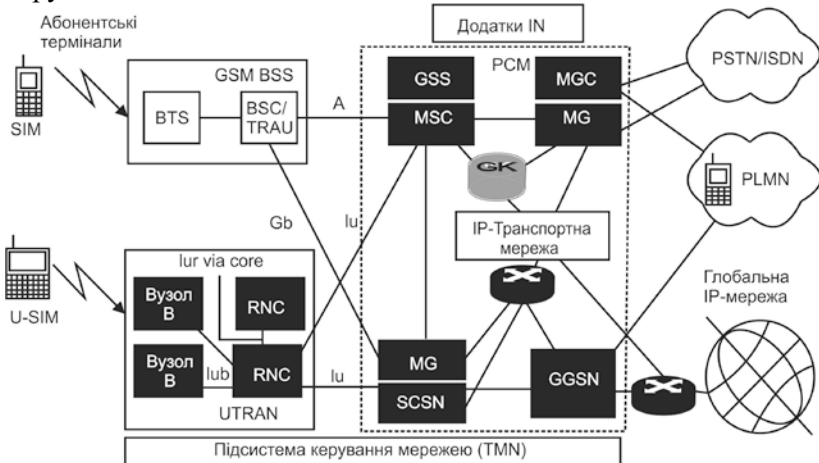 Абонентські
термінали
SIM
GSM BSS
BTS
BSC/
TRAU
A
Gb
Iu
U-SIM
Iur via core
Вузол
В
RNC
Вузол
В
Iub
RNC
UTRAN
Iu
Додатки IN
PCM
GSS
MSC
MGC
MG
GK
IP-Транспортна
мережа
MG
SCSN
GGSN
PSTN/ISDN
PLMN
Глобальна
IP-мережа
Підсистема керування мережею (TMN)